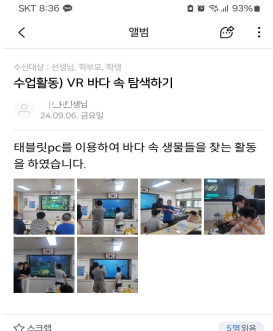 SKT 8:36
93%
앨범
수신대상 : 선생님, 학부모, 학생
수업활동) VR 바다 속 탐색하기
24.09.06. 금요일
태블릿pc를 이용하여 바다 속 생물들을 찾는 활동
을 하였습니다.
스크랩
5명 읽음